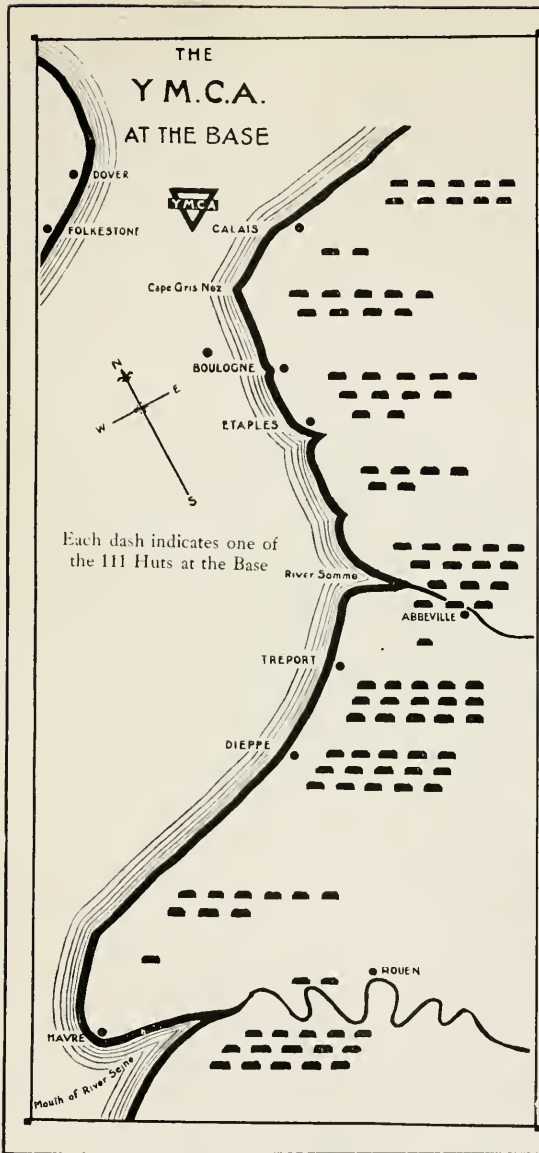 THE
Y.M.C.A.
AT THE BASE
DOVER
Y.M.C.A
FOLKESTONE
CALAIS
Cape Gris Nez
BOULOGNE
N
E
W
S
ETAPLES
Each dash indicates one of
the 111 Huts at the Base
River Somme
ABBEVILLE
TREPORT
DIEPPE
ROUEN
HAVRE
Mouth of River Seine